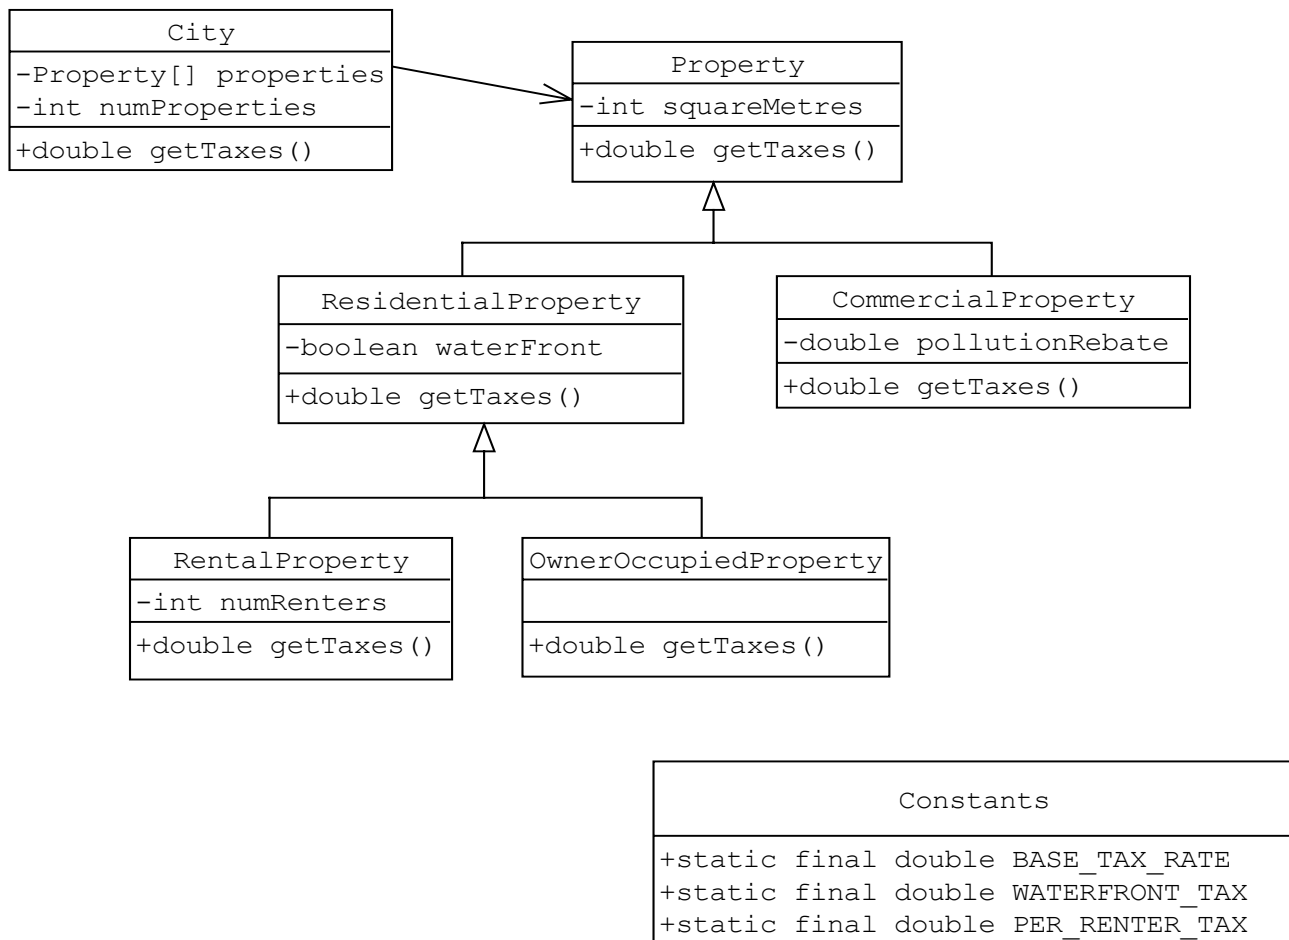 City
-Property[] properties
-int numProperties
+double getTaxes()
Property
-int squareMetres
+double getTaxes()
ResidentialProperty
-boolean waterFront
+double getTaxes()
CommercialProperty
-double pollutionRebate
+double getTaxes()
RentalProperty
-int numRenters
+double getTaxes()
OwnerOccupiedProperty
+double getTaxes()
Constants
+static final double BASE_TAX_RATE
+static final double WATERFRONT_TAX
+static final double PER_RENTER_TAX